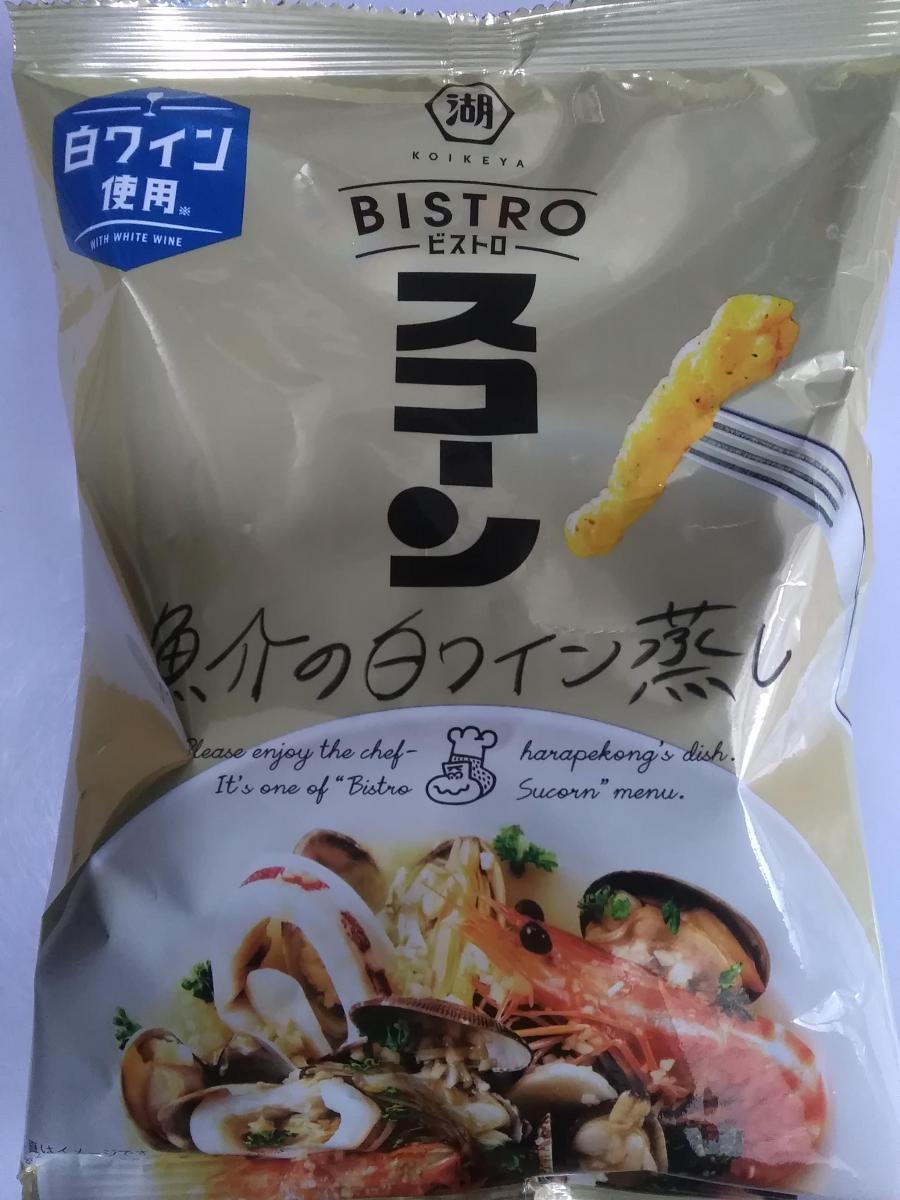 湖
KOIKEYA
白ワイン
使用※
WITH WHITE WINE
BISTRO
ビストロ
スコーン
魚介の白ワイン蒸し
Please enjoy the chef-harapekong's dish.
It's one of "Bistro Sucorn" menu.